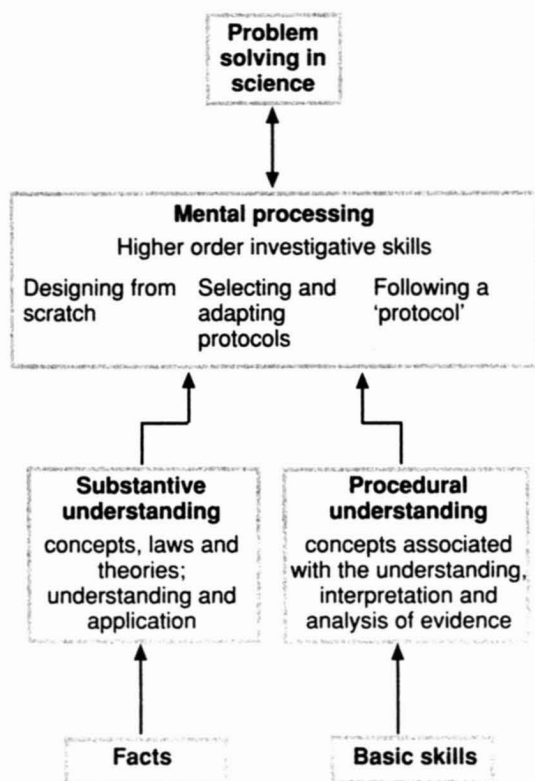 Problem
solving in
science
Mental processing
Higher order investigative skills
Designing from
scratch
Selecting and
adapting
protocols
Following a
'protocol'
Substantive
understanding
concepts, laws and
theories;
understanding and
application
Procedural
understanding
concepts associated
with the understanding,
interpretation and
analysis of evidence
Facts
Basic skills